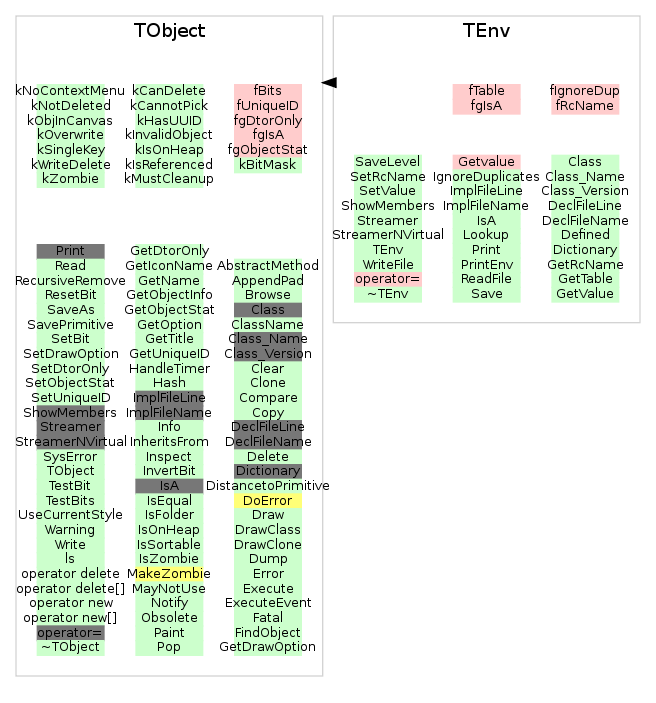 TObject
kNoContextMenu
kNotDeleted
kObjInCanvas
kOverwrite
kSingleKey
kWriteDelete
kZombie
kCanDelete
kCannotPick
kHasUUID
kInvalidObject
kIsOnHeap
kIsReferenced
kMustCleanup
fBits
fUniqueID
fgDtorOnly
fgIsA
fgObjectStat
kBitMask
Print
Read
RecursiveRemove
ResetBit
SaveAs
SavePrimitive
SetBit
SetDrawOption
SetDtorOnly
SetObjectStat
SetUniqueID
ShowMembers
Streamer
StreamerNVirtual
SysError
TObject
TestBit
TestBits
UseCurrentStyle
Warning
Write
ls
operator delete
operator delete[]
operator new
operator new[]
operator=
~TObject
GetDtorOnly
GetIconName
GetName
GetObjectInfo
GetObjectStat
GetOption
GetTitle
GetUniqueID
HandleTimer
Hash
ImplFileLine
ImplFileName
Info
InheritsFrom
Inspect
InvertBit
IsA
IsEqual
IsFolder
IsOnHeap
IsSortable
IsZombie
MakeZombie
MayNotUse
Notify
Obsolete
Paint
Pop
AbstractMethod
AppendPad
Browse
Class
ClassName
Class_Name
Class_Version
Clear
Clone
Compare
Copy
DeclFileLine
DeclFileName
Delete
Dictionary
DistancetoPrimitive
DoError
Draw
DrawClass
DrawClone
Dump
Error
Execute
ExecuteEvent
Fatal
FindObject
GetDrawOption
TEnv
fTable
fgIsA
fIgnoreDup
fRcName
SaveLevel
SetRcName
SetValue
ShowMembers
Streamer
StreamerNVirtual
TEnv
WriteFile
operator=
~TEnv
Getvalue
IgnoreDuplicates
ImplFileLine
ImplFileName
IsA
Lookup
Print
PrintEnv
ReadFile
Save
Class
Class_Name
Class_Version
DeclFileLine
DeclFileName
Defined
Dictionary
GetRcName
GetTable
GetValue